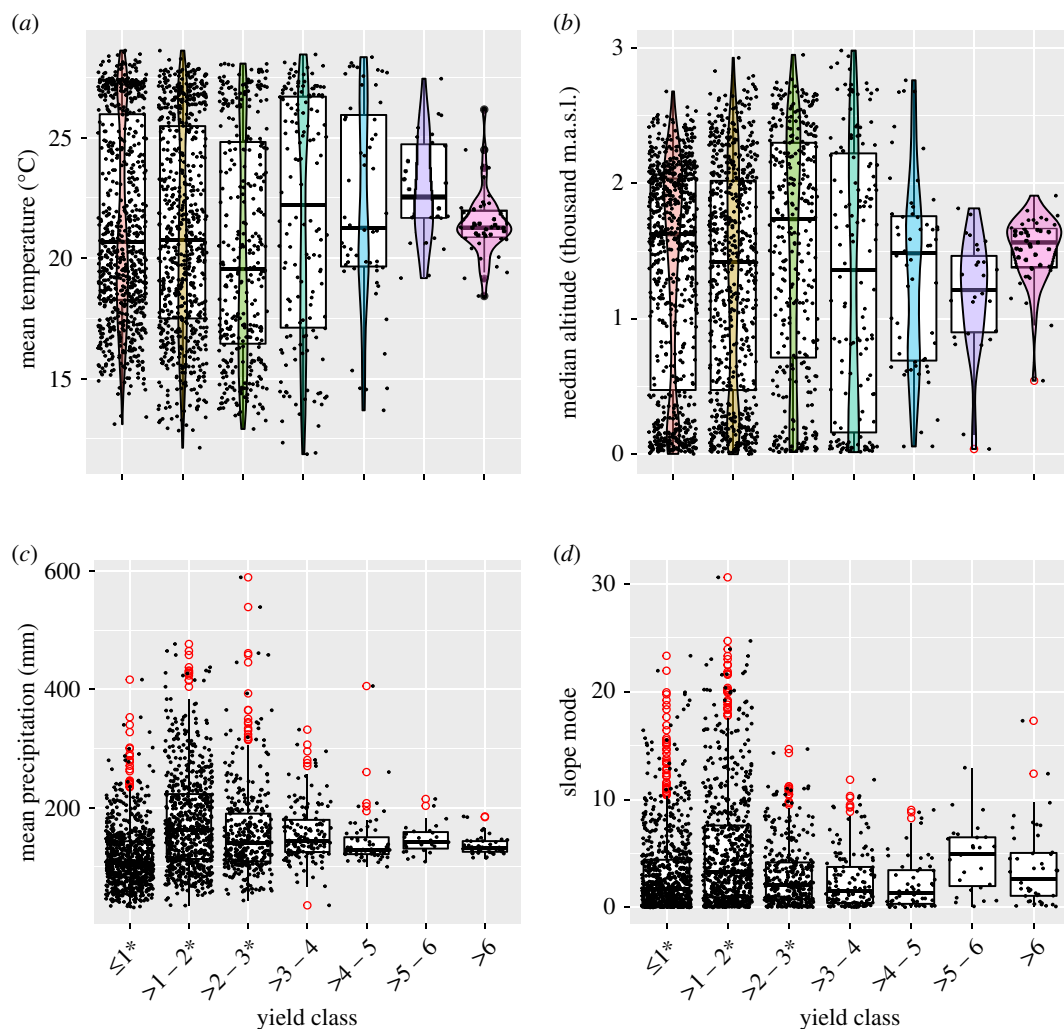 (a)
mean temperature (°C)
25
20
15
(b)
median altitude (thousand m.a.s.l.)
3
2
1
0
(c)
mean precipitation (mm)
600
400
200
≤1*
>1 – 2*
>2 – 3*
>3 – 4
>4 – 5
>5 – 6
>6
yield class
(d)
slope mode
30
20
10
0
≤1*
>1 – 2*
>2 – 3*
>3 – 4
>4 – 5
>5 – 6
>6
yield class